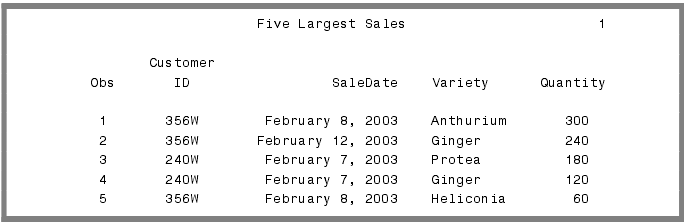 Five Largest Sales 1
Customer
Obs ID SaleDate Variety Quantity
1 356W February 8, 2003 Anthurium 300
2 356W February 12, 2003 Ginger 240
3 240W February 7, 2003 Protea 180
4 240W February 7, 2003 Ginger 120
5 356W February 8, 2003 Heliconia 60